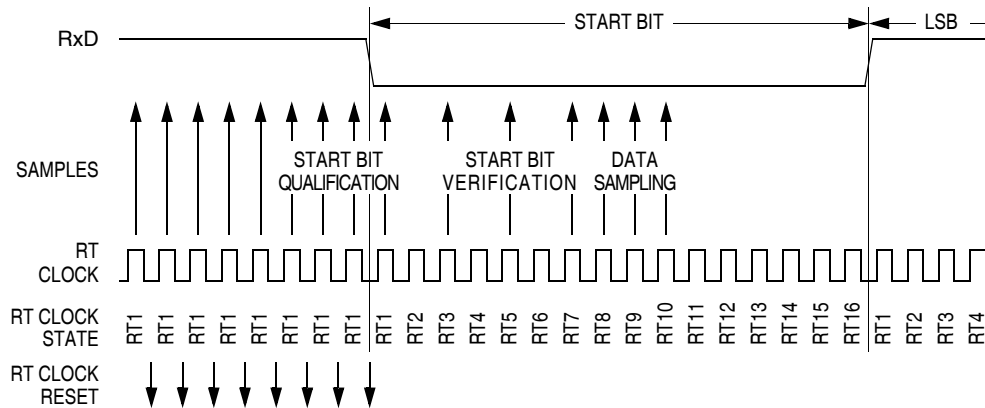 START BIT LSB
RxD
SAMPLES
START BIT
QUALIFICATION
START BIT
VERIFICATION
DATA
SAMPLING
RT
CLOCK
RT CLOCK
STATE
RT1 RT1 RT1 RT1 RT1 RT1 RT1 RT1 RT1 RT2 RT3 RT4 RT5 RT6 RT7 RT8 RT9 RT10 RT11 RT12 RT13 RT14 RT15 RT16 RT1 RT2 RT3 RT4
RT CLOCK
RESET